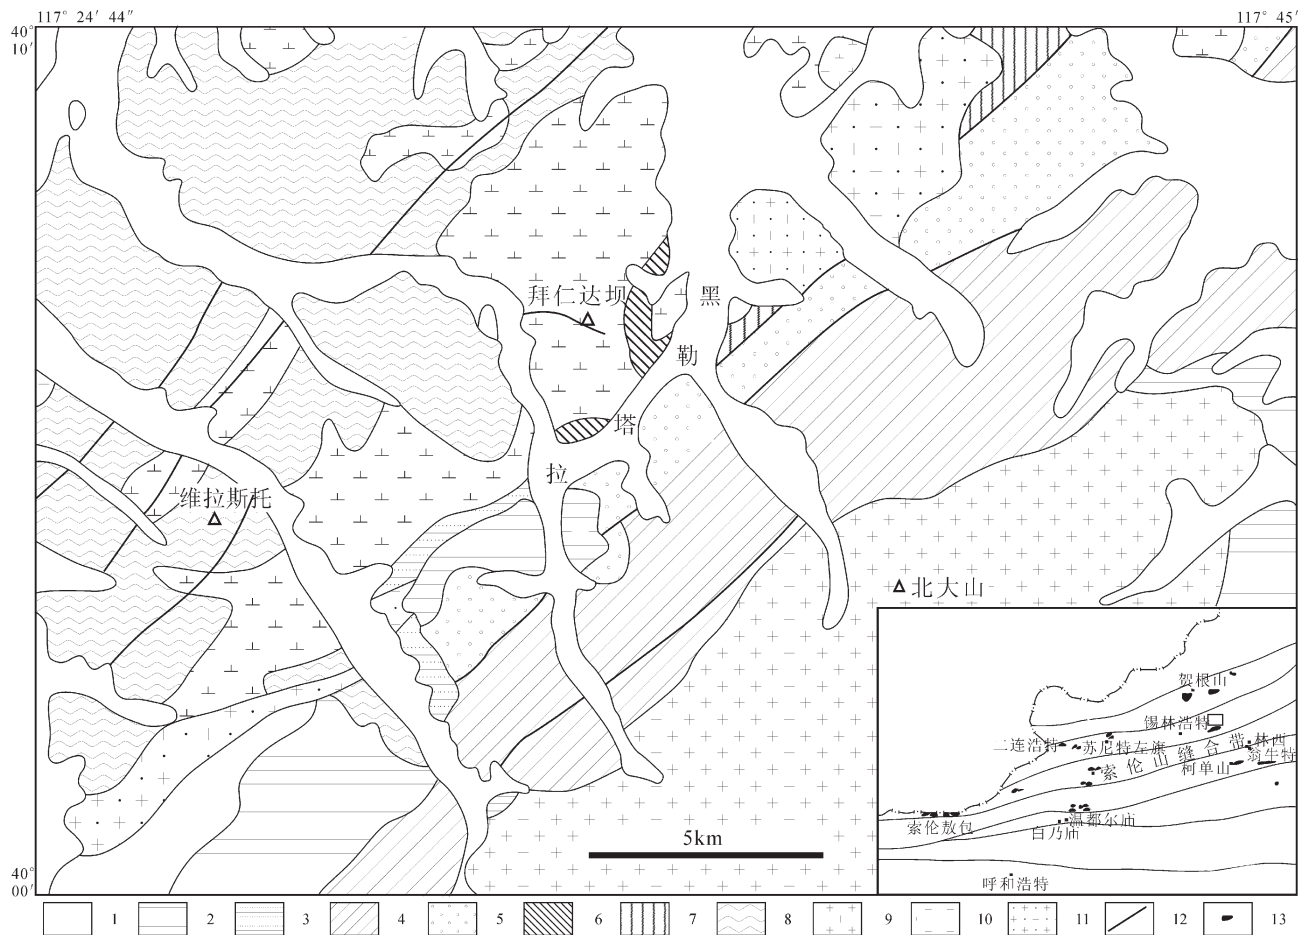 117° 24′ 44″
117° 45′
40°
10′
拜仁达坝
黑
勒
塔
拉
维拉斯托
北大山
贺根山
锡林浩特
二连浩特
苏尼特左旗
索伦山缝合带
林西
翁牛特
柯单山
温都尔庙
白乃庙
索伦敖包
呼和浩特
5km
40°
00′
1 2 3 4 5 6 7 8 9 10 11 12 13